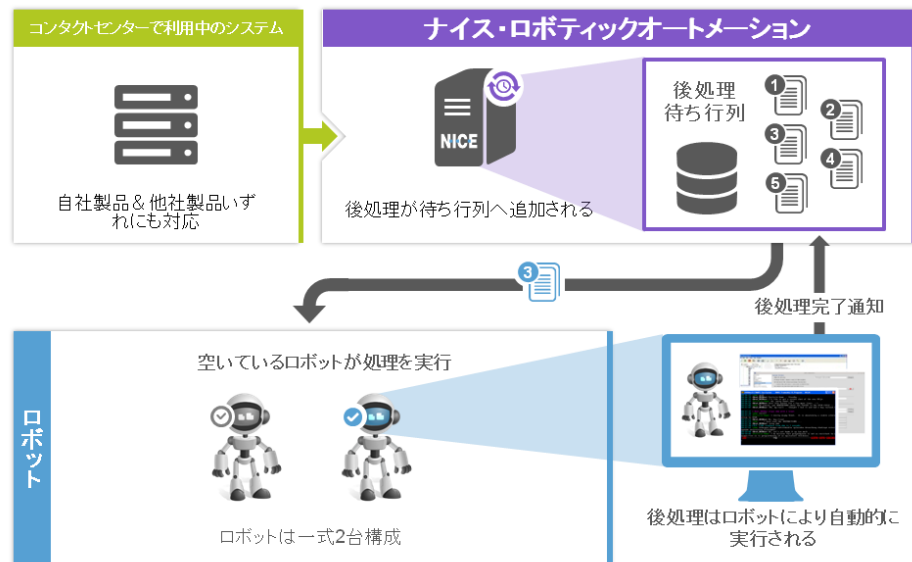 コンタクトセンターで利用中のシステム
ナイス・ロボティックオートメーション
自社製品＆他社製品いず
れにも対応
NICE
後処理が待ち行列へ追加される
後処理
待ち行列
1
2
3
4
5
3
後処理完了通知
ロボット
空いているロボットが処理を実行
ロボットは一式2台構成
後処理はロボットにより自動的に
実行される